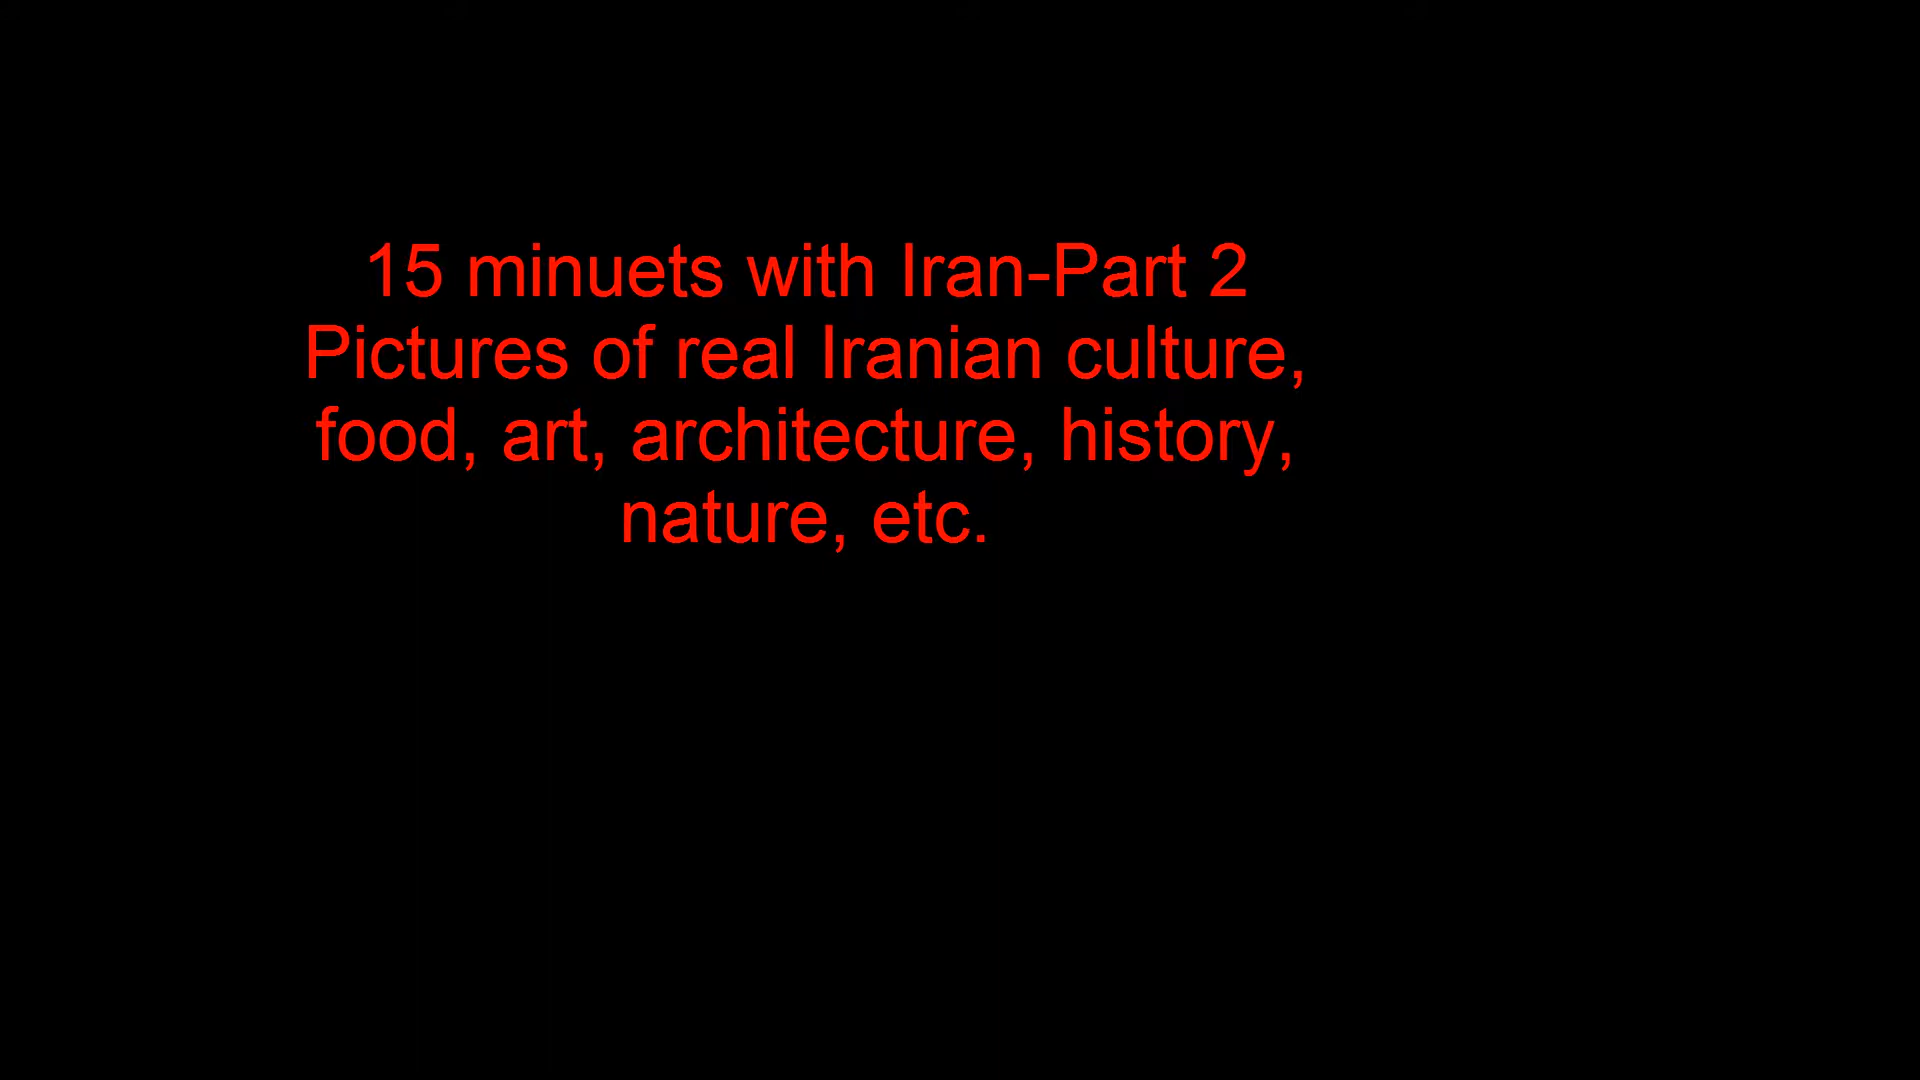 15 minuets with Iran-Part 2
Pictures of real Iranian culture,
food, art, architecture, history,
nature, etc.